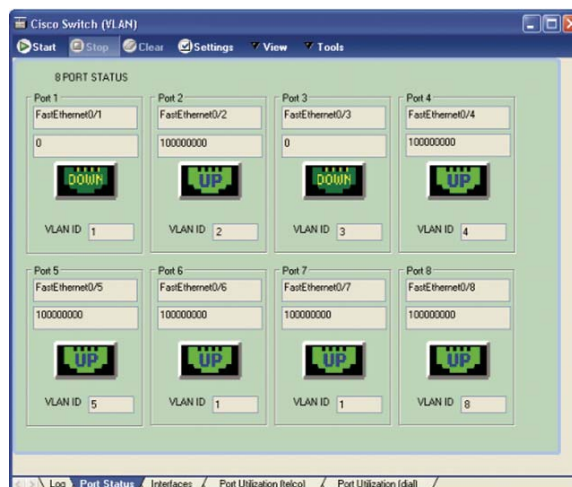 Cisco Switch (VLAN)
Start Stop Clear Settings View Tools
8 PORT STATUS
Port 1 Port 2 Port 3 Port 4
FastEthernet0/1 FastEthernet0/2 FastEthernet0/3 FastEthernet0/4
0 100000000 0 100000000
DOWN UP DOWN UP
VLAN ID 1 VLAN ID 2 VLAN ID 3 VLAN ID 4
Port 5 Port 6 Port 7 Port 8
FastEthernet0/5 FastEthernet0/6 FastEthernet0/7 FastEthernet0/8
100000000 100000000 100000000 100000000
UP UP UP UP
VLAN ID 5 VLAN ID 1 VLAN ID 1 VLAN ID 8
Log Port Status Interfaces Port Utilization (telco) Port Utilization (dial)